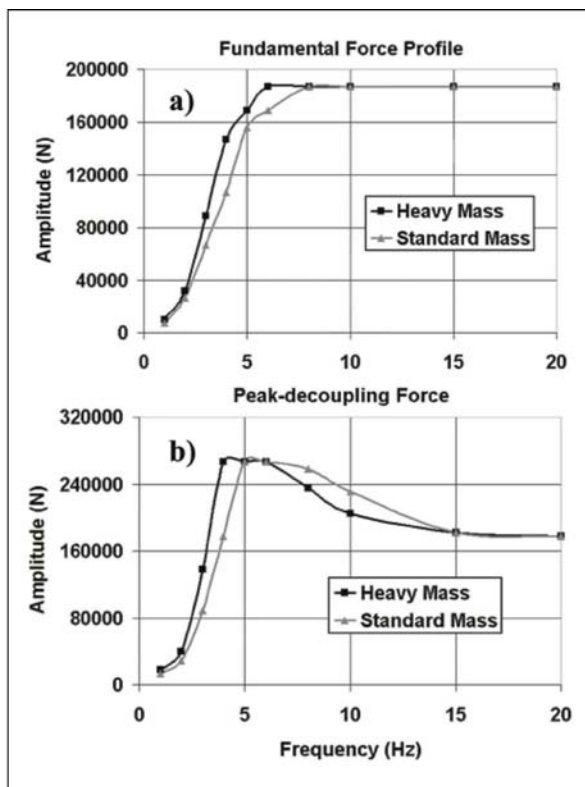 Fundamental Force Profile
200000
160000
120000
80000
40000
0
Amplitude (N)
a)
Heavy Mass
Standard Mass
0 5 10 15 20
Peak-decoupling Force
320000
240000
160000
80000
0
Amplitude (N)
b)
Heavy Mass
Standard Mass
0 5 10 15 20
Frequency (Hz)